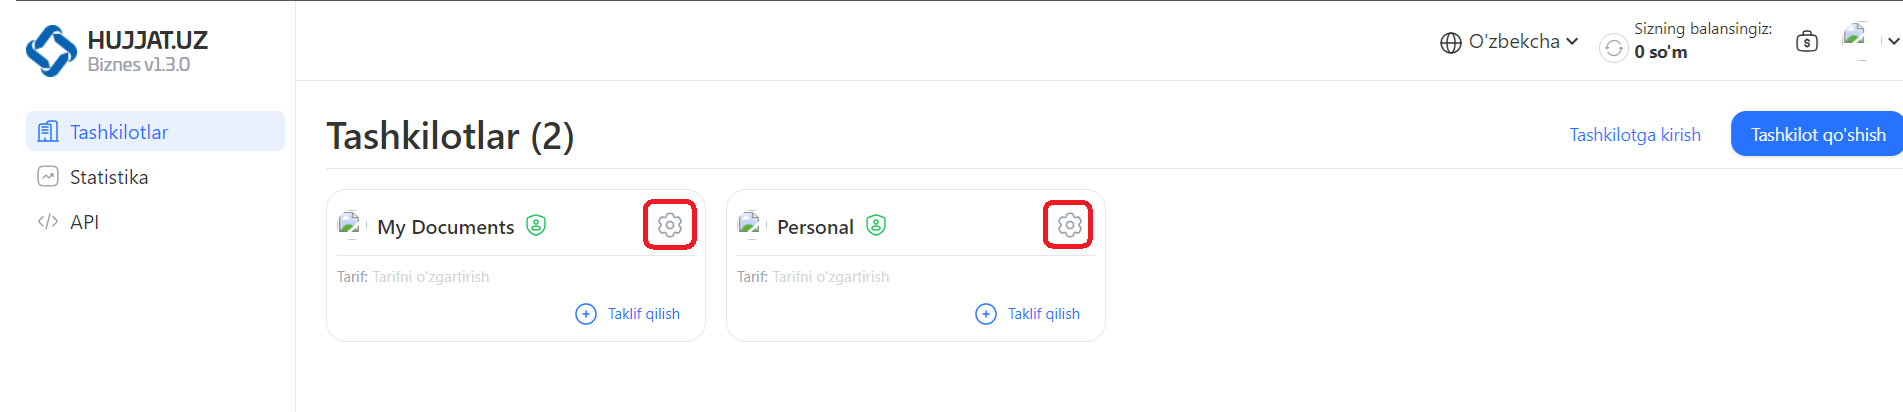 HUJJAT.UZ
Biznes v1.3.0
O'zbekcha
Sizning balansingiz:
0 so'm
Tashkilotlar
Statistika
API
Tashkilotlar (2)
Tashkilotga kirish
Tashkilot qo'shish
My Documents
Tarif: Tarifni o'zgartirish
Taklif qilish
Personal
Tarif: Tarifni o'zgartirish
Taklif qilish